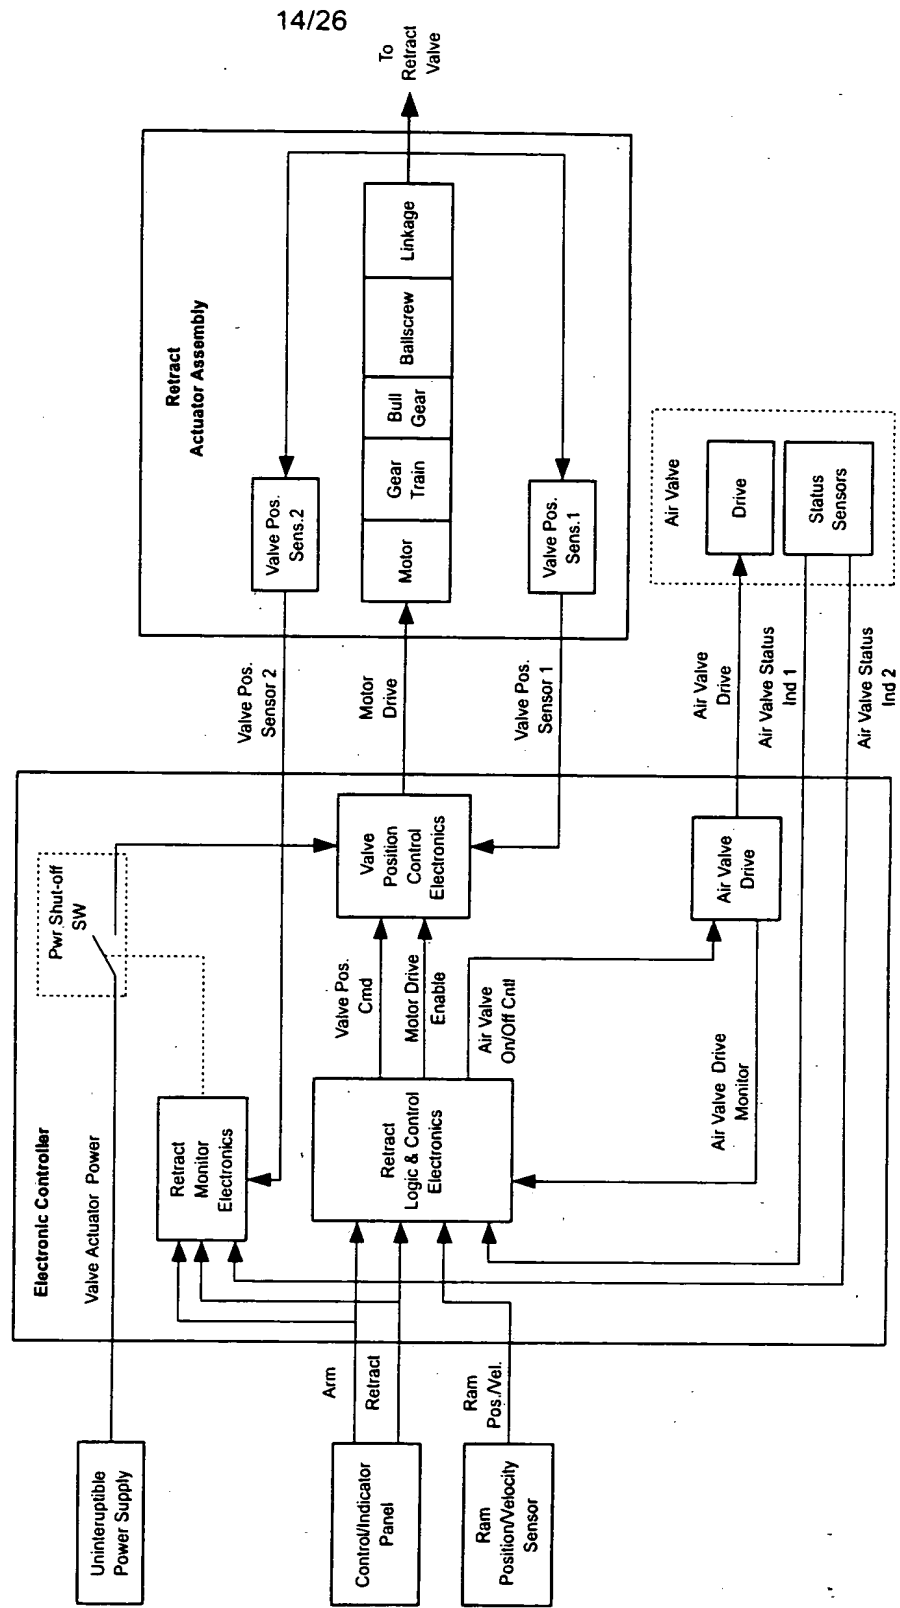 14/26
Electronic Controller
Uninteruptible
Power Supply
Valve Actuator Power
Pwr Shut-off
SW
Retract
Monitor
Electronics
Valve Pos.
Sensor 2
Retract
Actuator Assembly
Valve Pos.
Sens.2
Control/Indicator
Panel
Arm
Retract
Retract
Logic & Control
Electronics
Valve Pos.
Cmd
Motor Drive
Enable
Valve
Position
Control
Electronics
Motor
Drive
Motor
Gear
Train
Bull
Gear
Ballscrew
Linkage
To
Retract
Valve
Ram
Position/Velocity
Sensor
Ram
Pos./Vel.
Air Valve
On/Off Cntl
Valve Pos.
Sensor 1
Valve Pos.
Sens.1
Air Valve Drive
Monitor
Air Valve
Drive
Air Valve
Drive
Air Valve
Drive
Air Valve Status
Ind 1
Status
Sensors
Air Valve Status
Ind 2